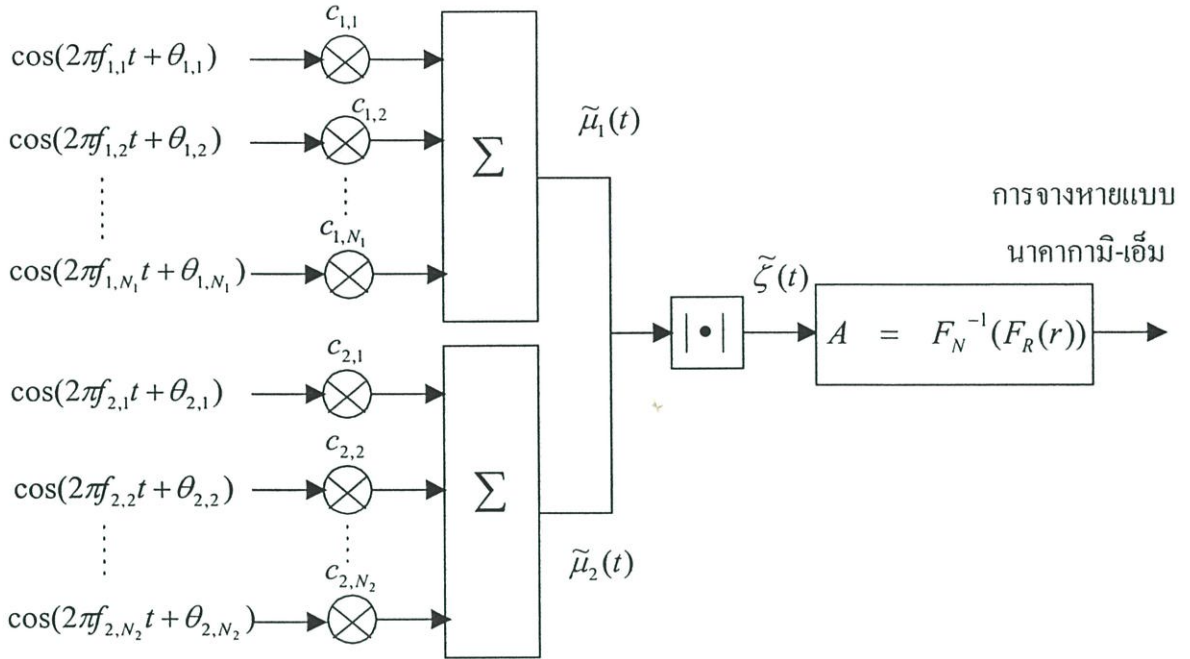 c_{1,1}
cos(2πf_{1,1}t + θ_{1,1})
c_{1,2}
cos(2πf_{1,2}t + θ_{1,2})
c_{1,N_1}
cos(2πf_{1,N_1}t + θ_{1,N_1})
∑
μ̃_1(t)
c_{2,1}
cos(2πf_{2,1}t + θ_{2,1})
c_{2,2}
cos(2πf_{2,2}t + θ_{2,2})
c_{2,N_2}
cos(2πf_{2,N_2}t + θ_{2,N_2})
∑
μ̃_2(t)
|•|
ζ̃(t)
A = F_N^{-1}(F_R(r))
การจางหายแบบ
นาคากามิ-เอ็ม